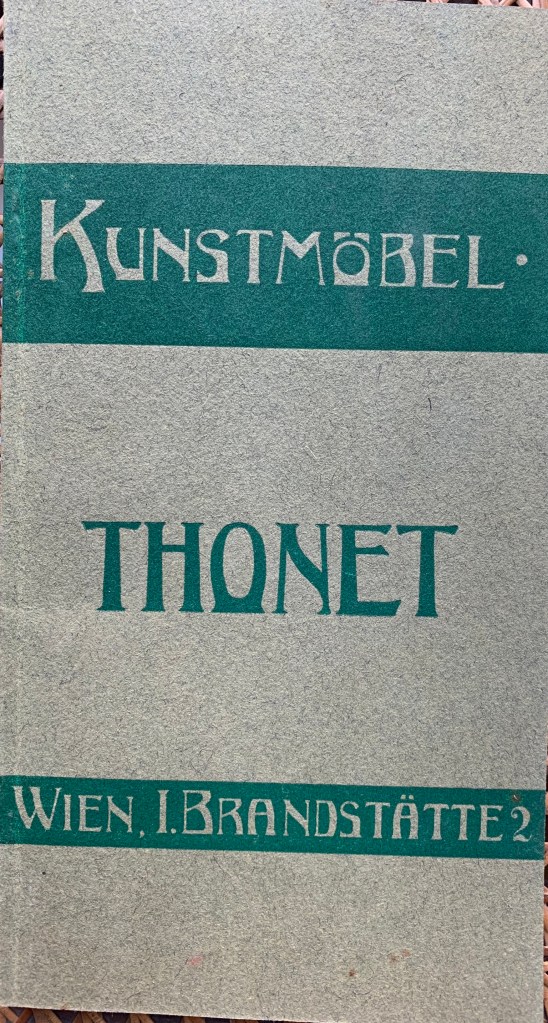 KUNSTMÖBEL ·
THONET
WIEN, I. BRANDSTÄTTE 2